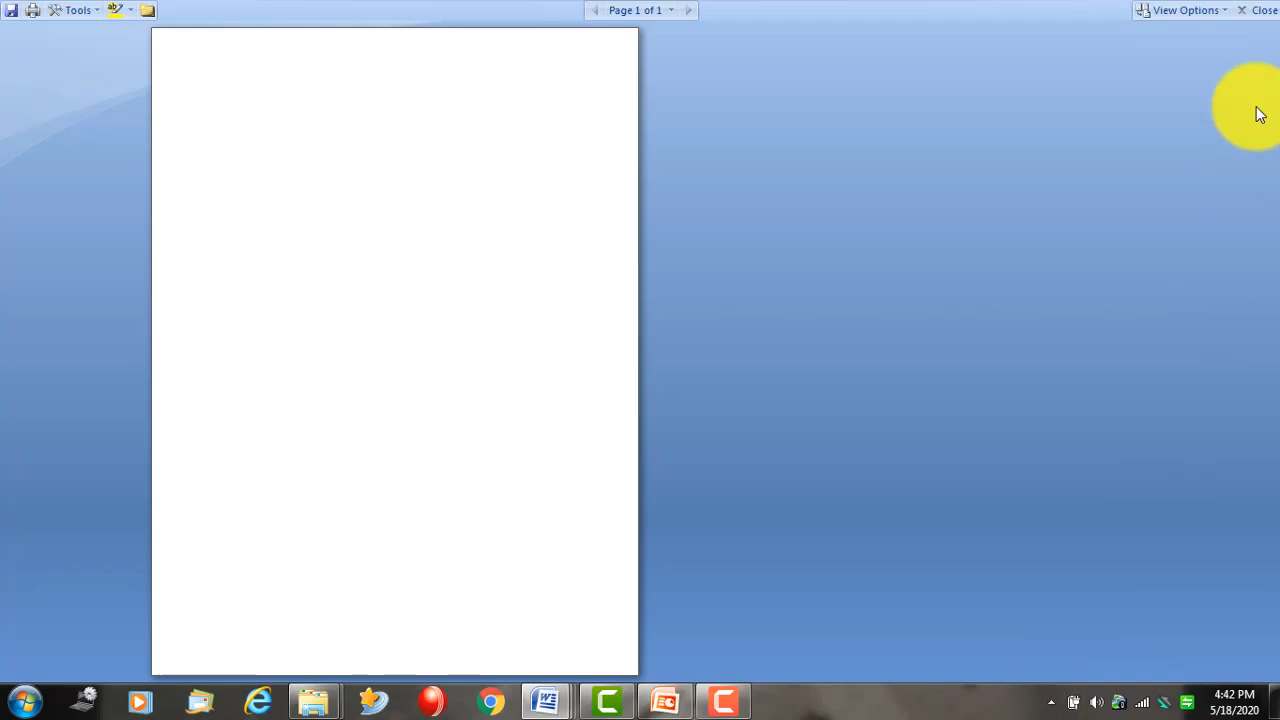 Tools
Page 1 of 1
View Options
Close
4:42 PM
5/18/2020